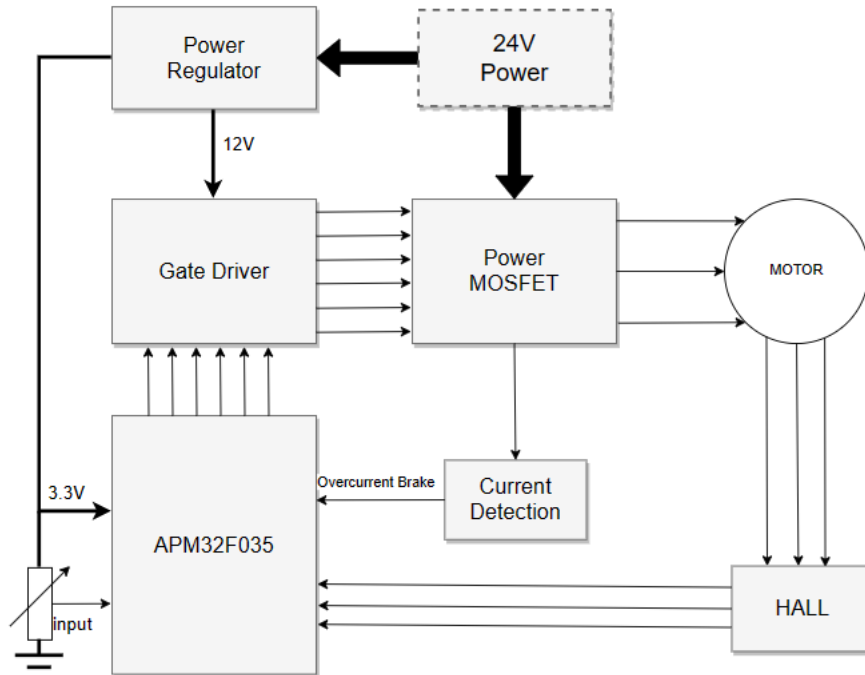 Power
Regulator
24V
Power
12V
Gate Driver
Power
MOSFET
MOTOR
3.3V
APM32F035
Overcurrent Brake
Current
Detection
input
HALL